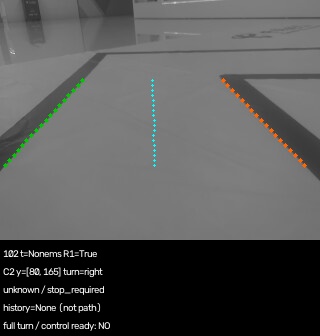 102 t=Nonems R1=True
C2 y=[80, 165] turn=right
unknown / stop_required
history=None (not path)
full turn / control ready: NO